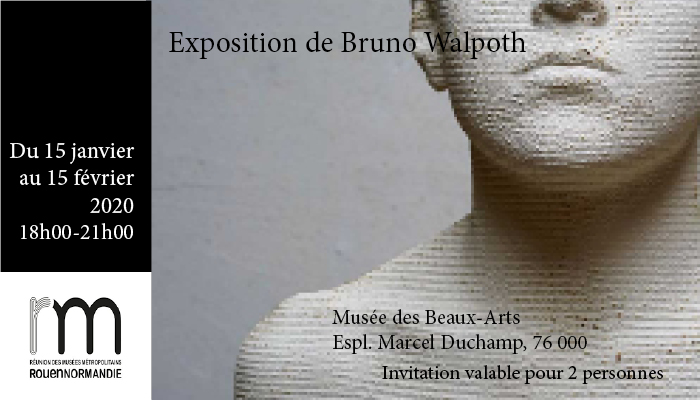 Exposition de Bruno Walpoth
Du 15 janvier
au 15 février
2020
18h00-21h00
rm
RÉUNION DES MUSÉES MÉTROPOLITAINS
ROUENNORMANDIE
Musée des Beaux-Arts
Espl. Marcel Duchamp, 76 000
Invitation valable pour 2 personnes